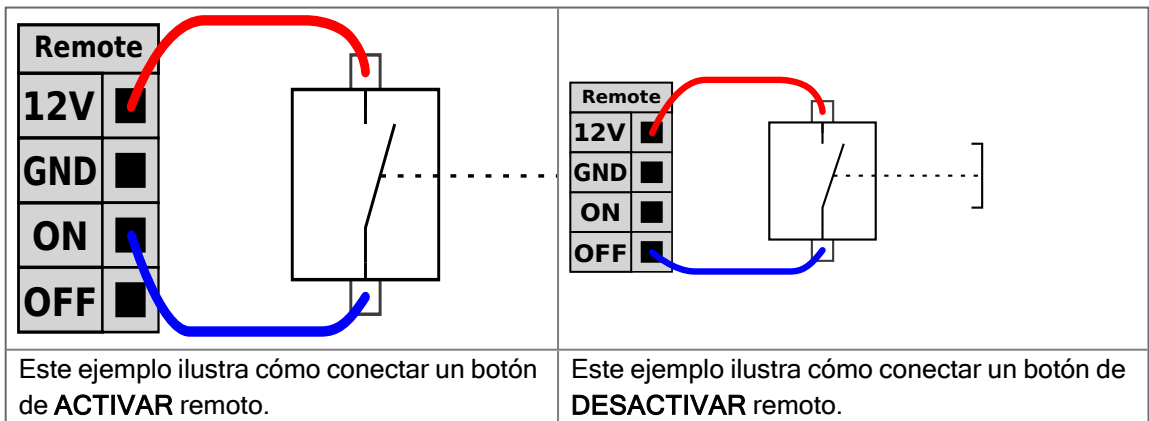 Remote
12V
GND
ON
OFF
Remote
12V
GND
ON
OFF
Este ejemplo ilustra cómo conectar un botón
de ACTIVAR remoto.
Este ejemplo ilustra cómo conectar un botón de
DESACTIVAR remoto.